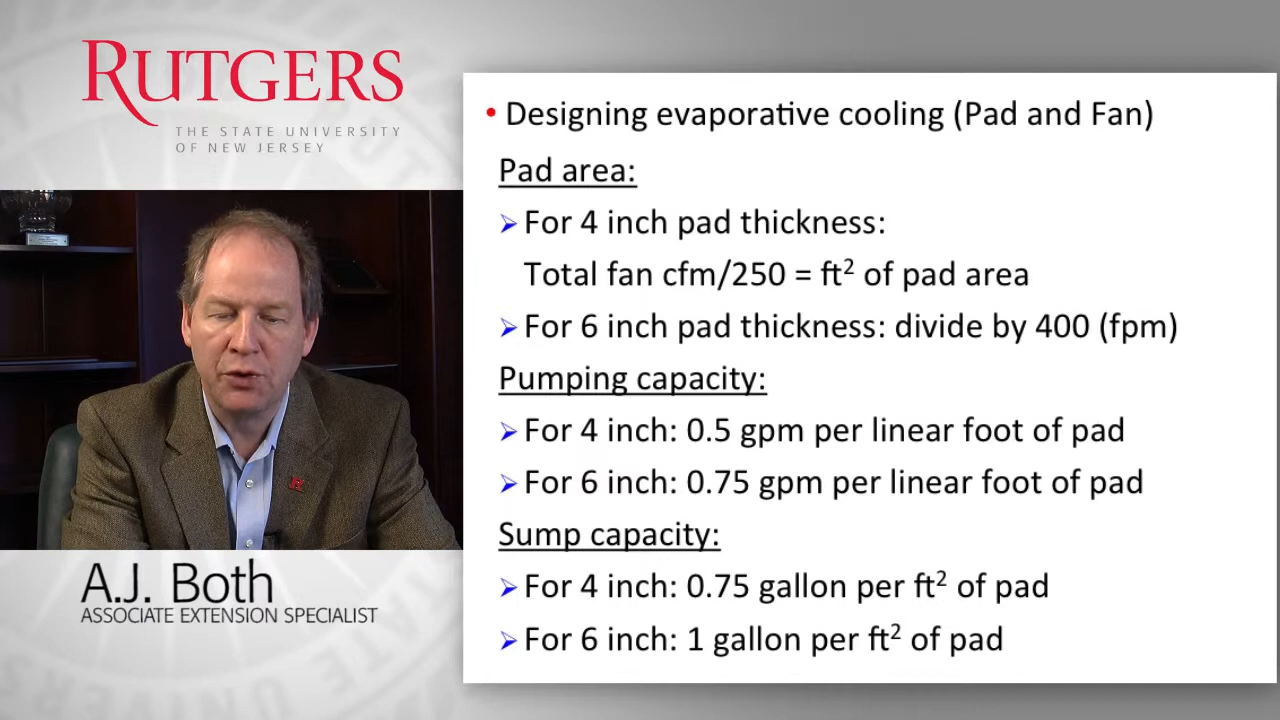 RUTGERS
THE STATE UNIVERSITY
OF NEW JERSEY
A.J. Both
ASSOCIATE EXTENSION SPECIALIST
• Designing evaporative cooling (Pad and Fan)
Pad area:
➢ For 4 inch pad thickness:
Total fan cfm/250 = ft² of pad area
➢ For 6 inch pad thickness: divide by 400 (fpm)
Pumping capacity:
➢ For 4 inch: 0.5 gpm per linear foot of pad
➢ For 6 inch: 0.75 gpm per linear foot of pad
Sump capacity:
➢ For 4 inch: 0.75 gallon per ft² of pad
➢ For 6 inch: 1 gallon per ft² of pad